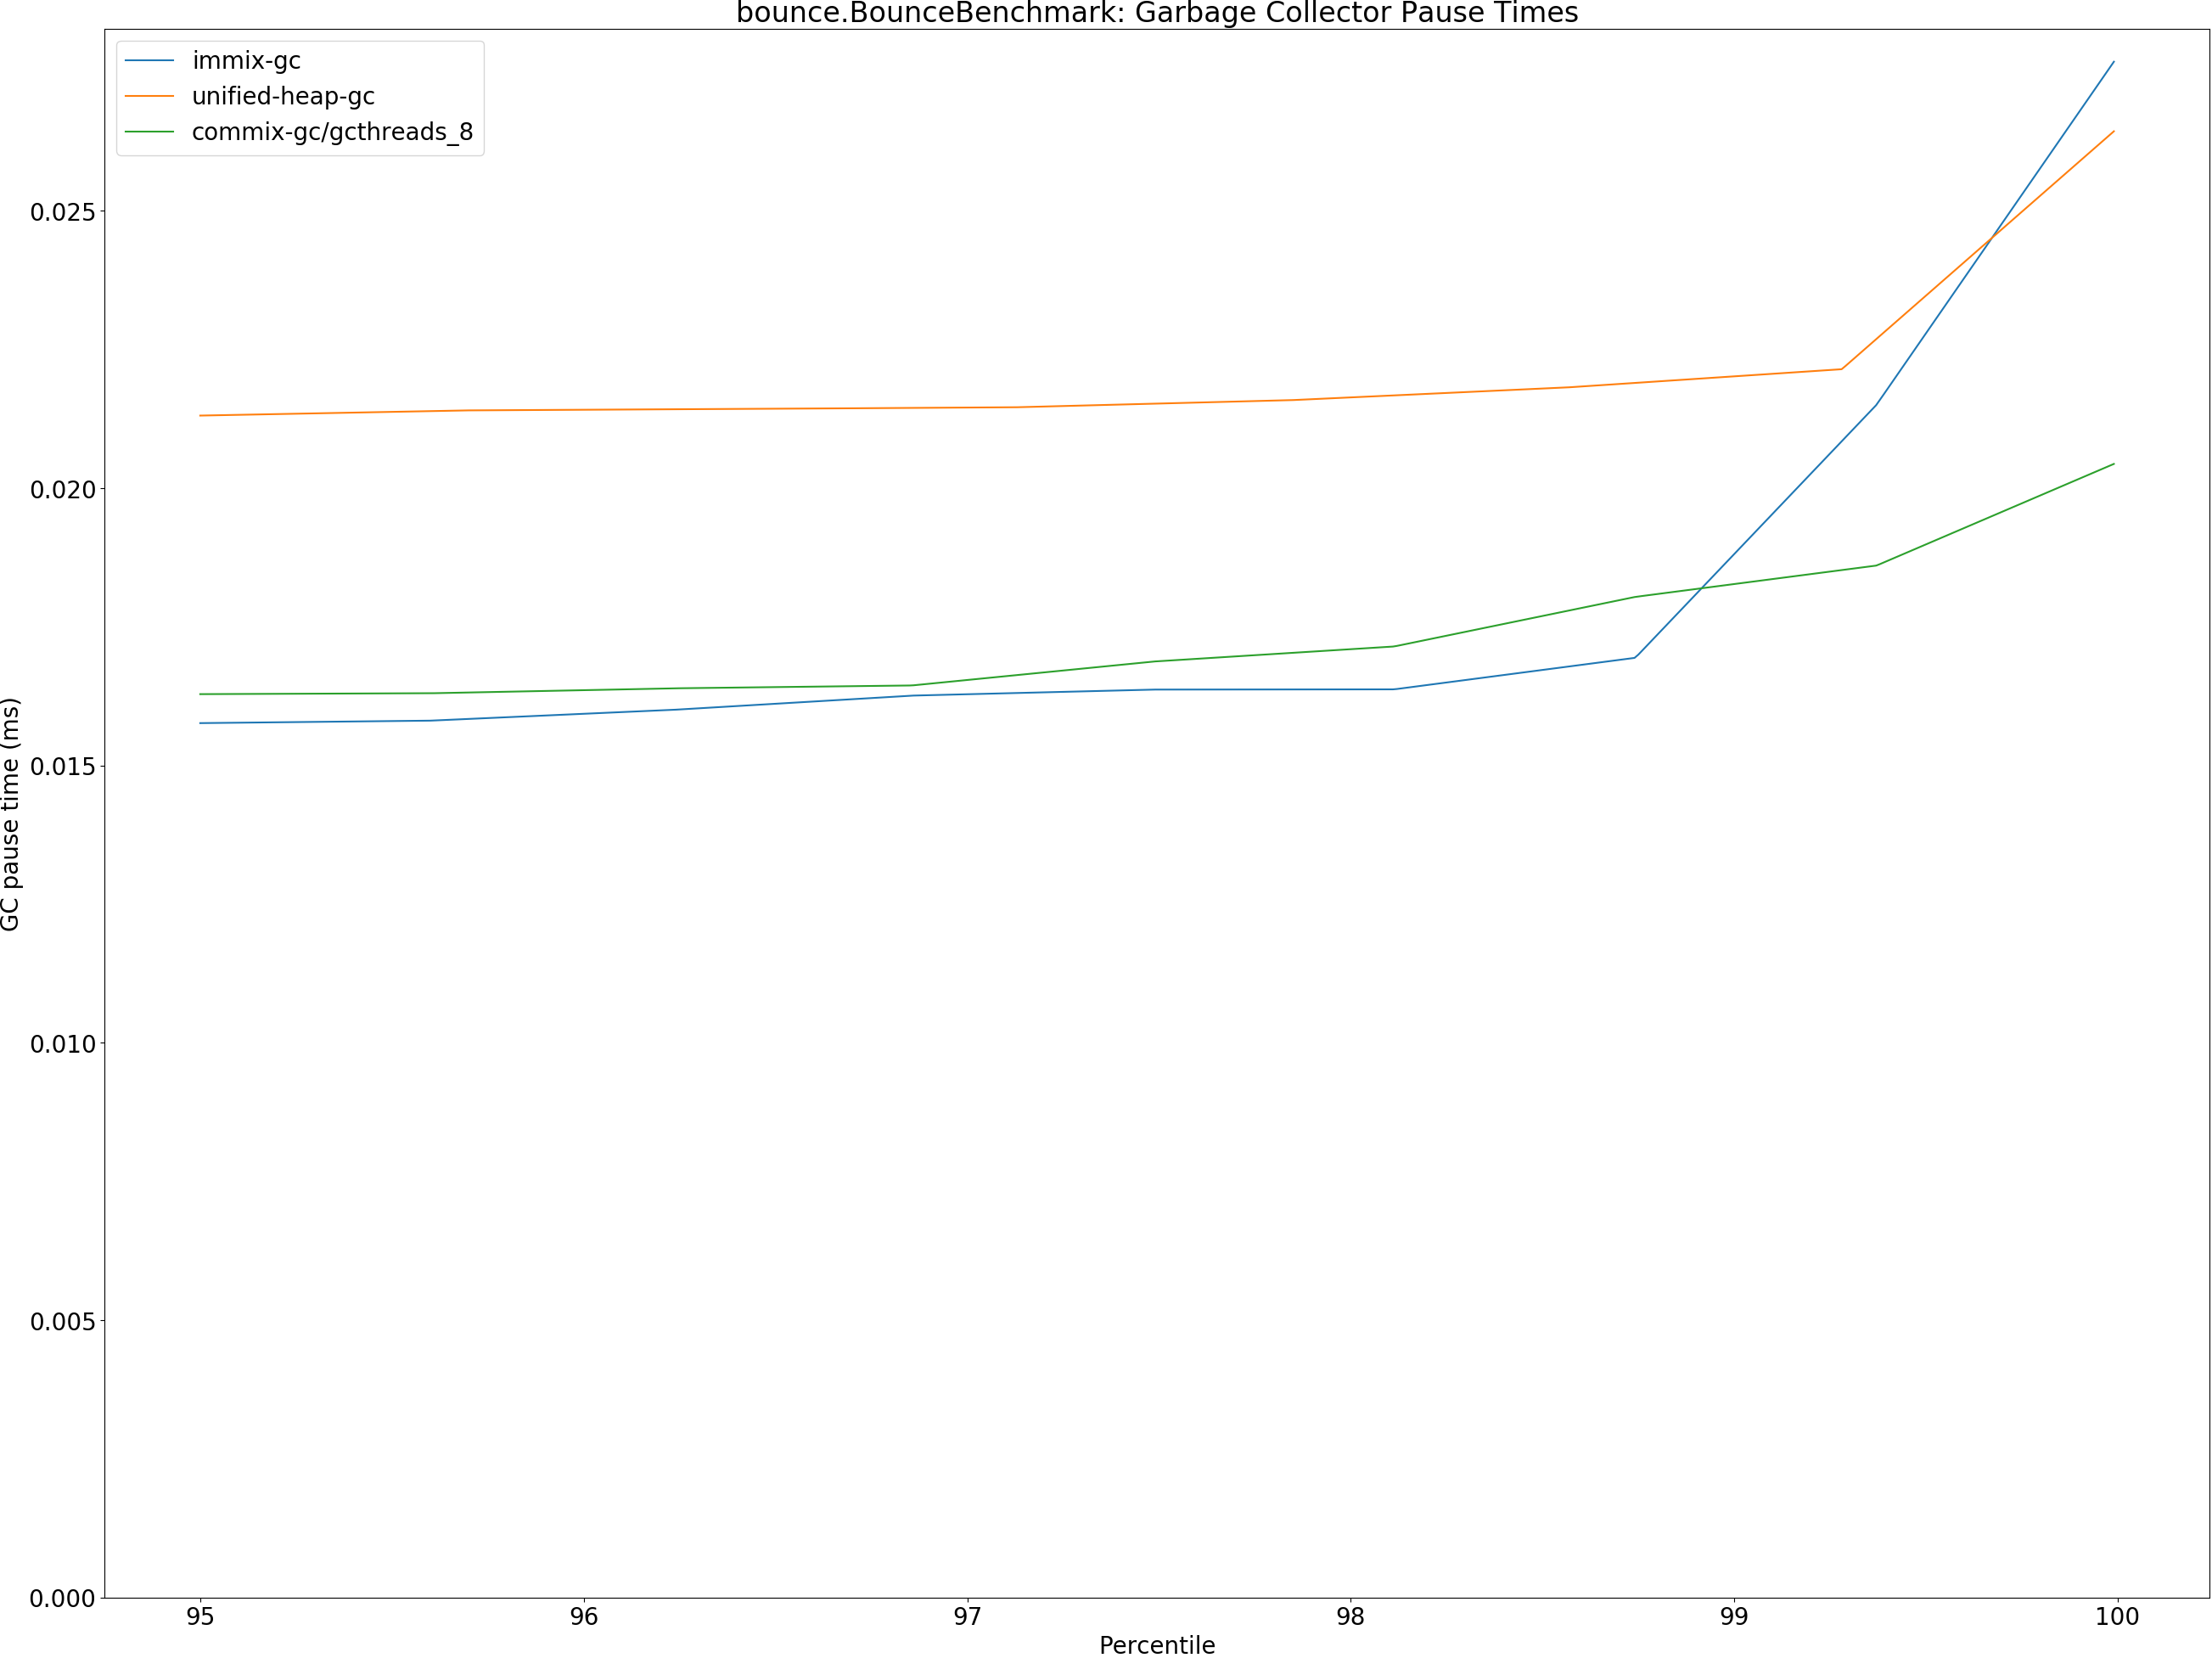 bounce.BounceBenchmark: Garbage Collector Pause Times
immix-gc
unified-heap-gc
commix-gc/gcthreads_8
GC pause time (ms)
0.025
0.020
0.015
0.010
0.005
0.000
95 96 97 98 99 100
Percentile